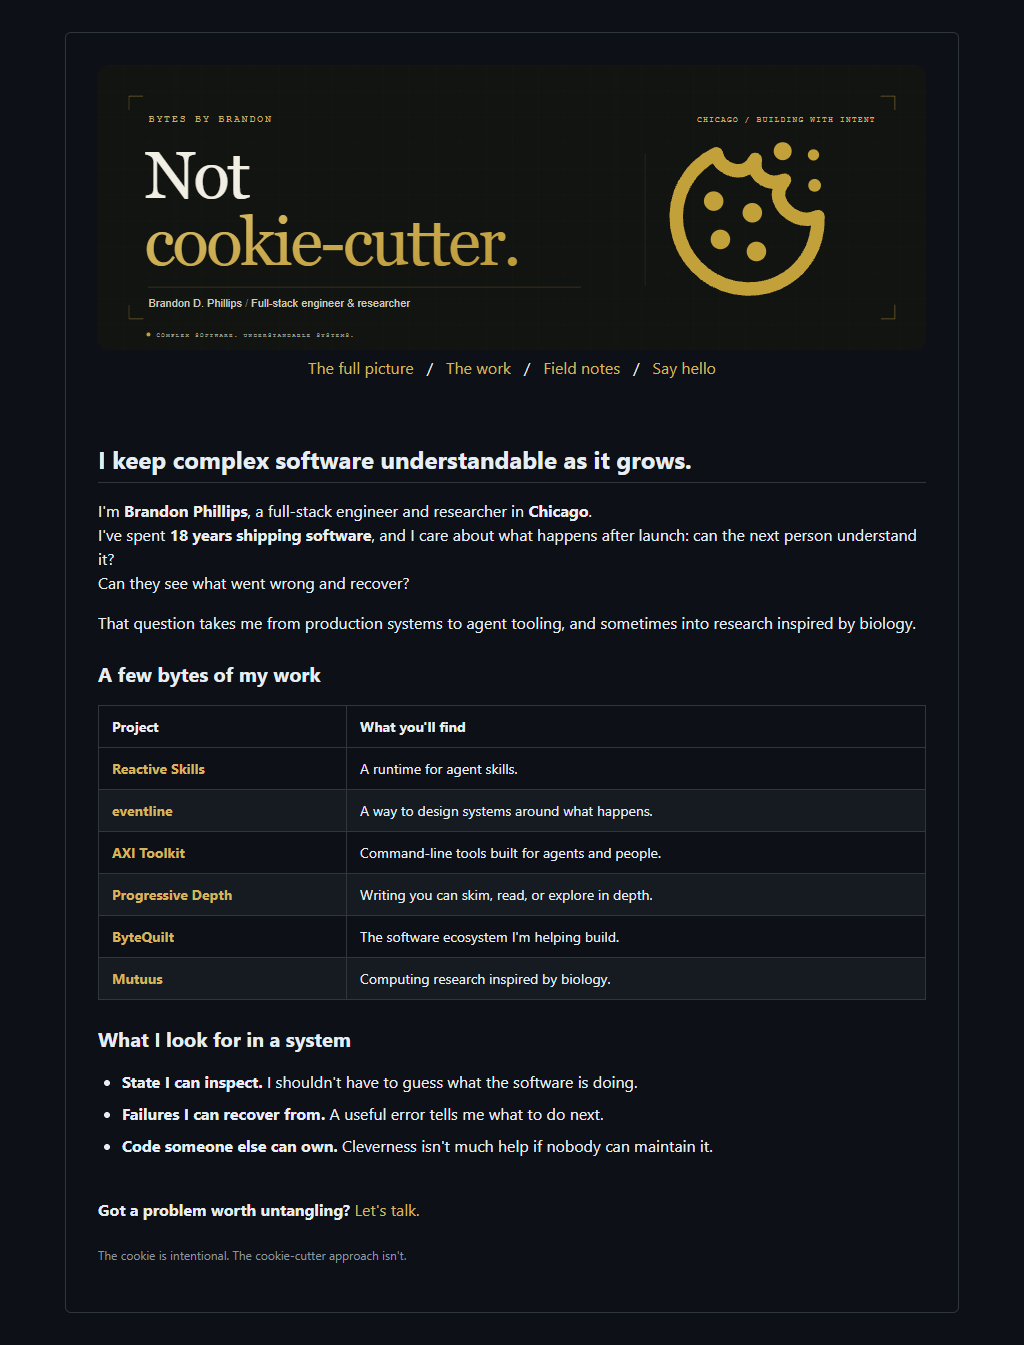 BYTES BY BRANDON
CHICAGO / BUILDING WITH INTENT
Not
cookie-cutter.
Brandon D. Phillips / Full-stack engineer & researcher
COMPLEX SOFTWARE. UNDERSTANDABLE SYSTEMS.
The full picture / The work / Field notes / Say hello
I keep complex software understandable as it grows.
I'm Brandon Phillips, a full-stack engineer and researcher in Chicago.
I've spent 18 years shipping software, and I care about what happens after launch: can the next person understand
it?
Can they see what went wrong and recover?
That question takes me from production systems to agent tooling, and sometimes into research inspired by biology.
A few bytes of my work
Project What you'll find
Reactive Skills A runtime for agent skills.
eventline A way to design systems around what happens.
AXI Toolkit Command-line tools built for agents and people.
Progressive Depth Writing you can skim, read, or explore in depth.
ByteQuilt The software ecosystem I'm helping build.
Mutuus Computing research inspired by biology.
What I look for in a system
State I can inspect. I shouldn't have to guess what the software is doing.
Failures I can recover from. A useful error tells me what to do next.
Code someone else can own. Cleverness isn't much help if nobody can maintain it.
Got a problem worth untangling? Let's talk.
The cookie is intentional. The cookie-cutter approach isn't.